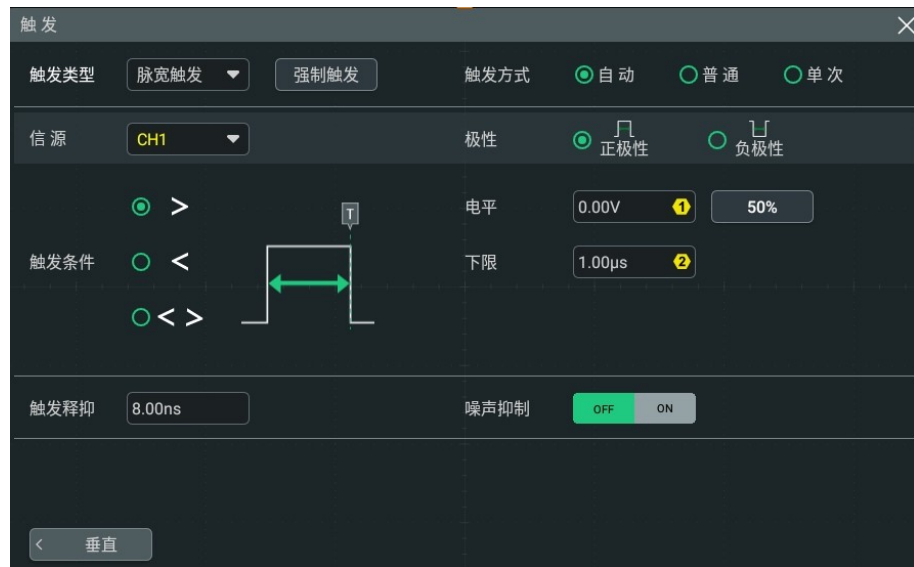 触发
触发类型 脉宽触发 强制触发 触发方式 自动 普通 单次
信源 CH1 极性 正极性 负极性
> T 电平 0.00V 1 50%
触发条件 < 下限 1.00μs 2
< >
触发释抑 8.00ns 噪声抑制 OFF ON
< 垂直